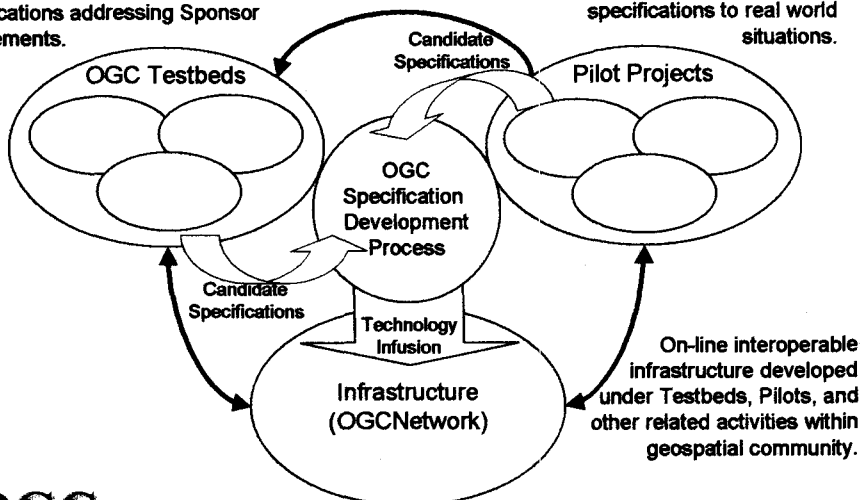 cations addressing Sponsor
ements.
specifications to real world
situations.
Candidate
Specifications
OGC Testbeds
Pilot Projects
OGC
Specification
Development
Process
Candidate
Specifications
Technology
Infusion
Infrastructure
(OGCNetwork)
On-line interoperable
infrastructure developed
under Testbeds, Pilots, and
other related activities within
geospatial community.